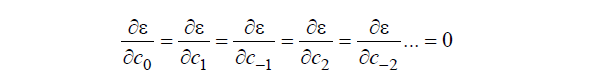 ∂ε/∂c₀ = ∂ε/∂c₁ = ∂ε/∂c₋₁ = ∂ε/∂c₂ = ∂ε/∂c₋₂ ... = 0